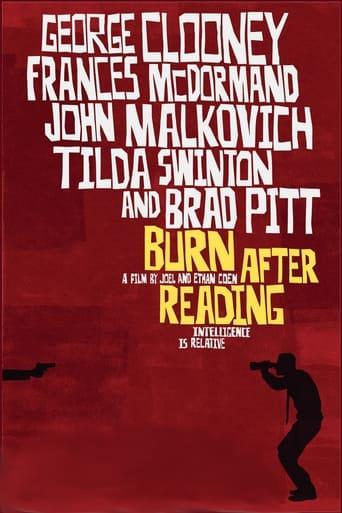 GEORGE CLOONEY
FRANCES McDORMAND
JOHN MALKOVICH
TILDA SWINTON
AND BRAD PITT
BURN AFTER
A FILM BY JOEL AND ETHAN COEN
READING
INTELLIGENCE
IS RELATIVE